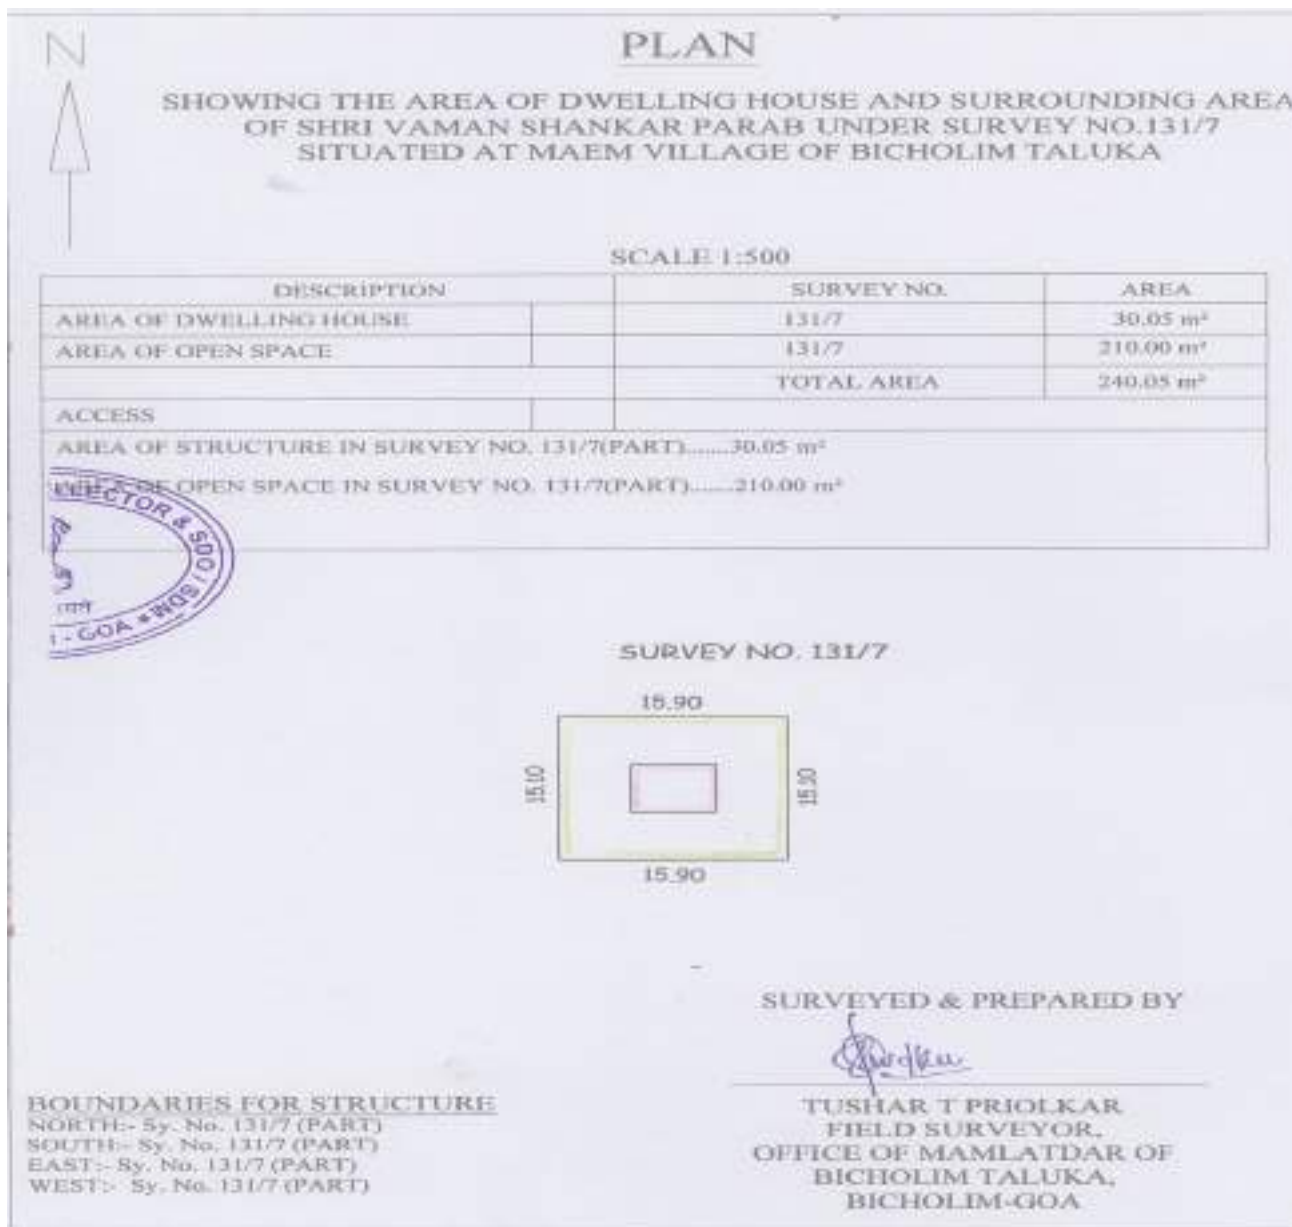 N
PLAN
SHOWING THE AREA OF DWELLING HOUSE AND SURROUNDING AREA
OF SHRI VAMAN SHANKAR PARAB UNDER SURVEY NO.131/7
SITUATED AT MAEM VILLAGE OF BICHOLIM TALUKA
SCALE 1:500
DESCRIPTION SURVEY NO. AREA
AREA OF DWELLING HOUSE 131/7 30.05 m²
AREA OF OPEN SPACE 131/7 210.00 m²
TOTAL AREA 240.05 m²
ACCESS
AREA OF STRUCTURE IN SURVEY NO. 131/7(PART).......30.05 m²
OF OPEN SPACE IN SURVEY NO. 131/7(PART)......210.00 m²
LLECTOR & SDO / SDM * GOA -
SURVEY NO. 131/7
15.90
15.10
15.10
15.90
SURVEYED & PREPARED BY
TUSHAR T PRIOLKAR
FIELD SURVEYOR,
OFFICE OF MAMLATDAR OF
BICHOLIM TALUKA,
BICHOLIM-GOA
BOUNDARIES FOR STRUCTURE
NORTH:- Sy. No. 131/7 (PART)
SOUTH:- Sy. No. 131/7 (PART)
EAST:- Sy. No. 131/7 (PART)
WEST:- Sy. No. 131/7 (PART)